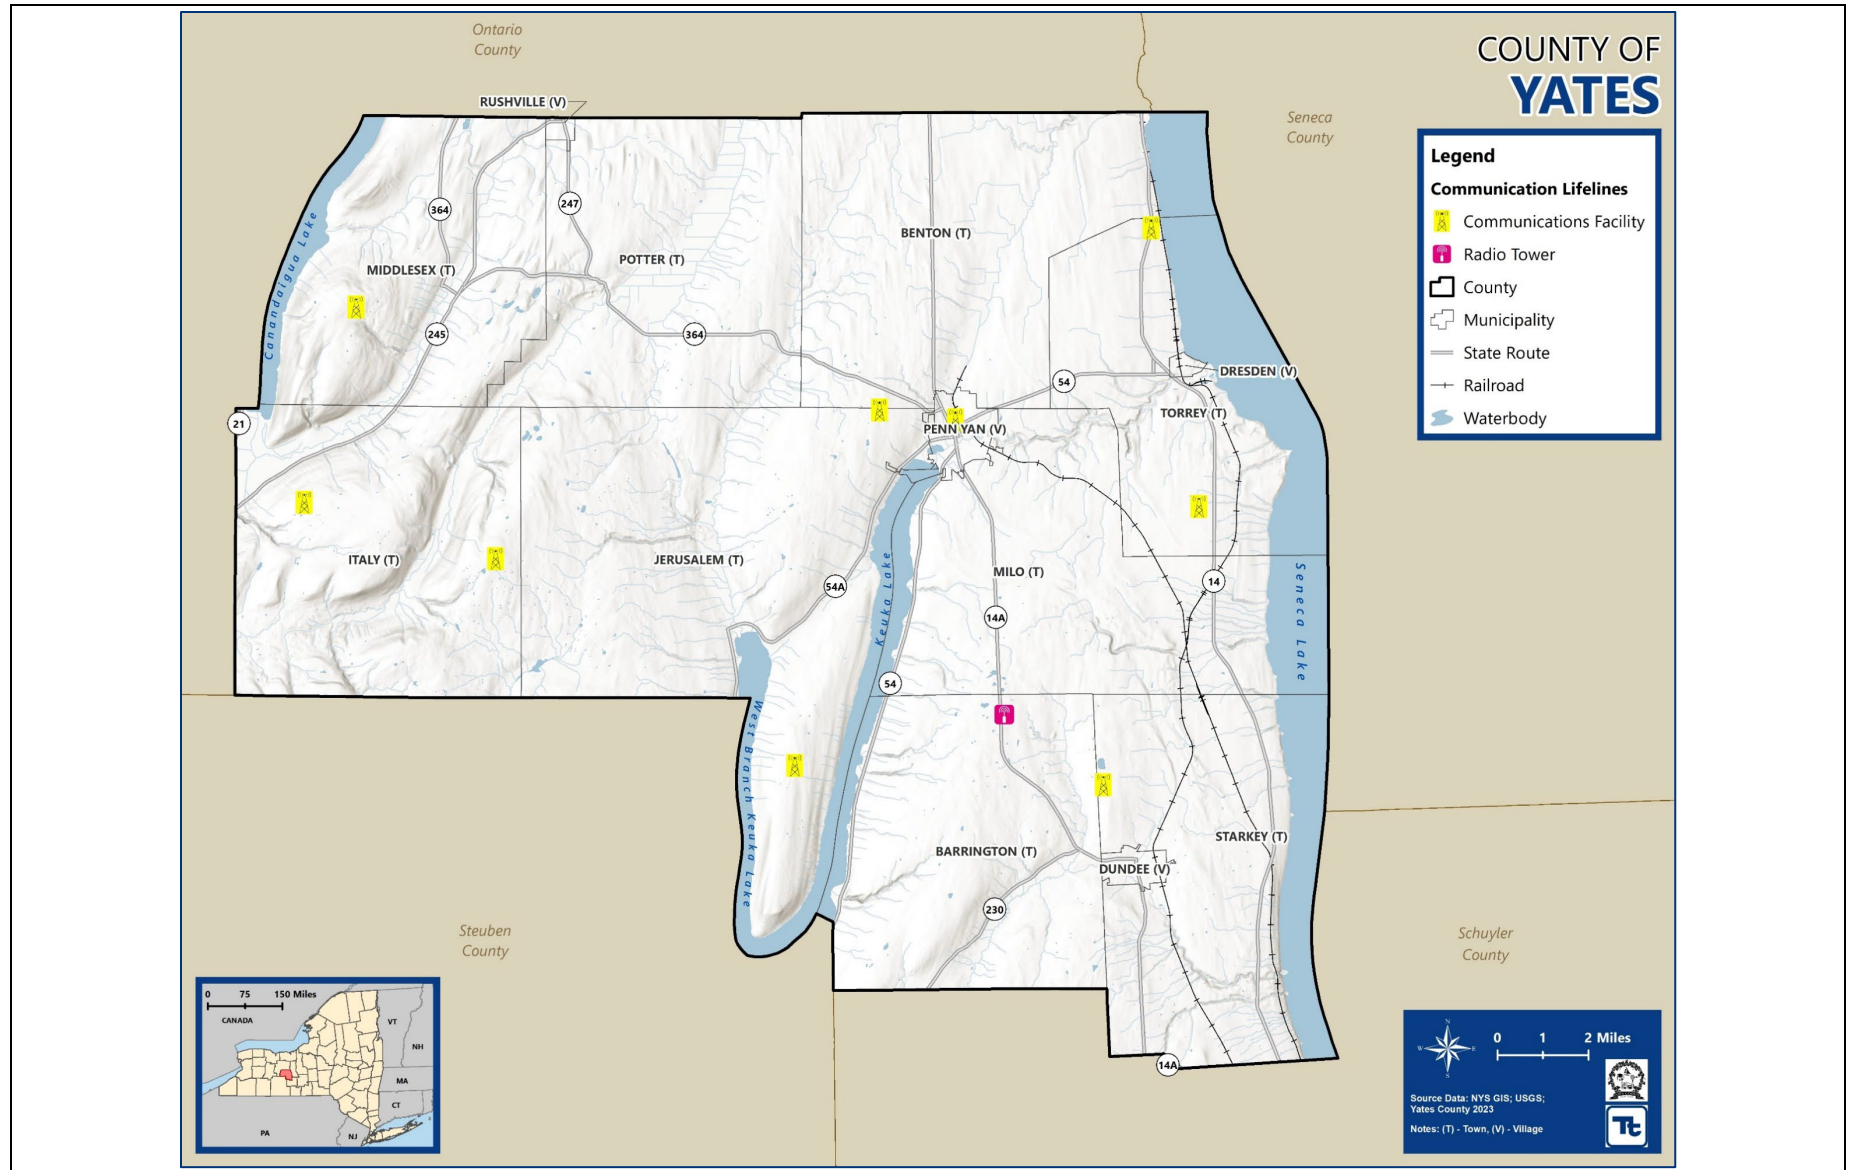 Ontario
County
COUNTY OF
YATES
Seneca
County
Legend
Communication Lifelines
Communications Facility
Radio Tower
County
Municipality
State Route
Railroad
Waterbody
RUSHVILLE (V)
364
247
Canandaigua Lake
MIDDLESEX (T)
POTTER (T)
BENTON (T)
245
364
54
DRESDEN (V)
TORREY (T)
21
PENN YAN (V)
ITALY (T)
JERUSALEM (T)
54A
Keuka Lake
MILO (T)
14
14A
Seneca Lake
54
West Branch Keuka Lake
STARKEY (T)
BARRINGTON (T)
DUNDEE (V)
230
Steuben
County
Schuyler
County
14A
0 75 150 Miles
CANADA
VT
NH
MA
CT
PA
NJ
N
W E
S
0 1 2 Miles
Source Data: NYS GIS; USGS;
Yates County 2023
Notes: (T) - Town, (V) - Village
Tt